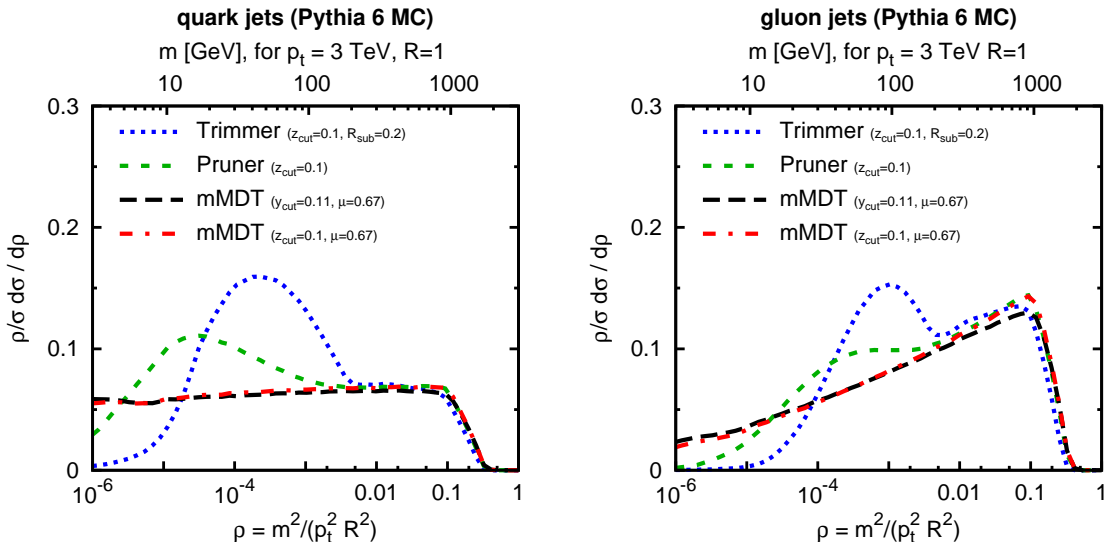 quark jets (Pythia 6 MC)
m [GeV], for pt = 3 TeV, R=1
10 100 1000
0.3
0.2
0.1
0
ρ/σ dσ / dρ
Trimmer (zcut=0.1, Rsub=0.2)
Pruner (zcut=0.1)
mMDT (ycut=0.11, μ=0.67)
mMDT (zcut=0.1, μ=0.67)
10-6 10-4 0.01 0.1 1
ρ = m2/(pt2 R2)
gluon jets (Pythia 6 MC)
m [GeV], for pt = 3 TeV, R=1
10 100 1000
0.3
0.2
0.1
0
ρ/σ dσ / dρ
Trimmer (zcut=0.1, Rsub=0.2)
Pruner (zcut=0.1)
mMDT (ycut=0.11, μ=0.67)
mMDT (zcut=0.1, μ=0.67)
10-6 10-4 0.01 0.1 1
ρ = m2/(pt2 R2)